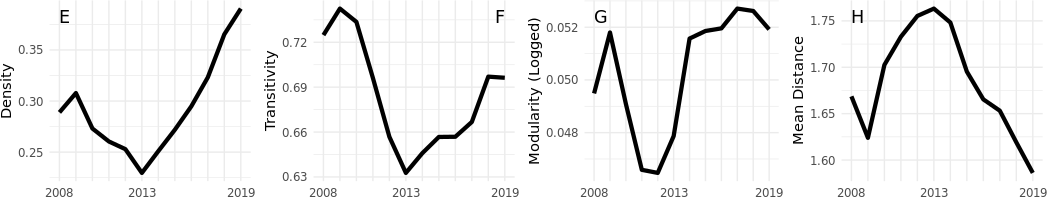 E
Density
0.35
0.30
0.25
2008 2013 2019
F
Transitivity
0.72
0.69
0.66
0.63
2008 2013 2019
G
Modularity (Logged)
0.052
0.050
0.048
2008 2013 2019
H
Mean Distance
1.75
1.70
1.65
1.60
2008 2013 2019